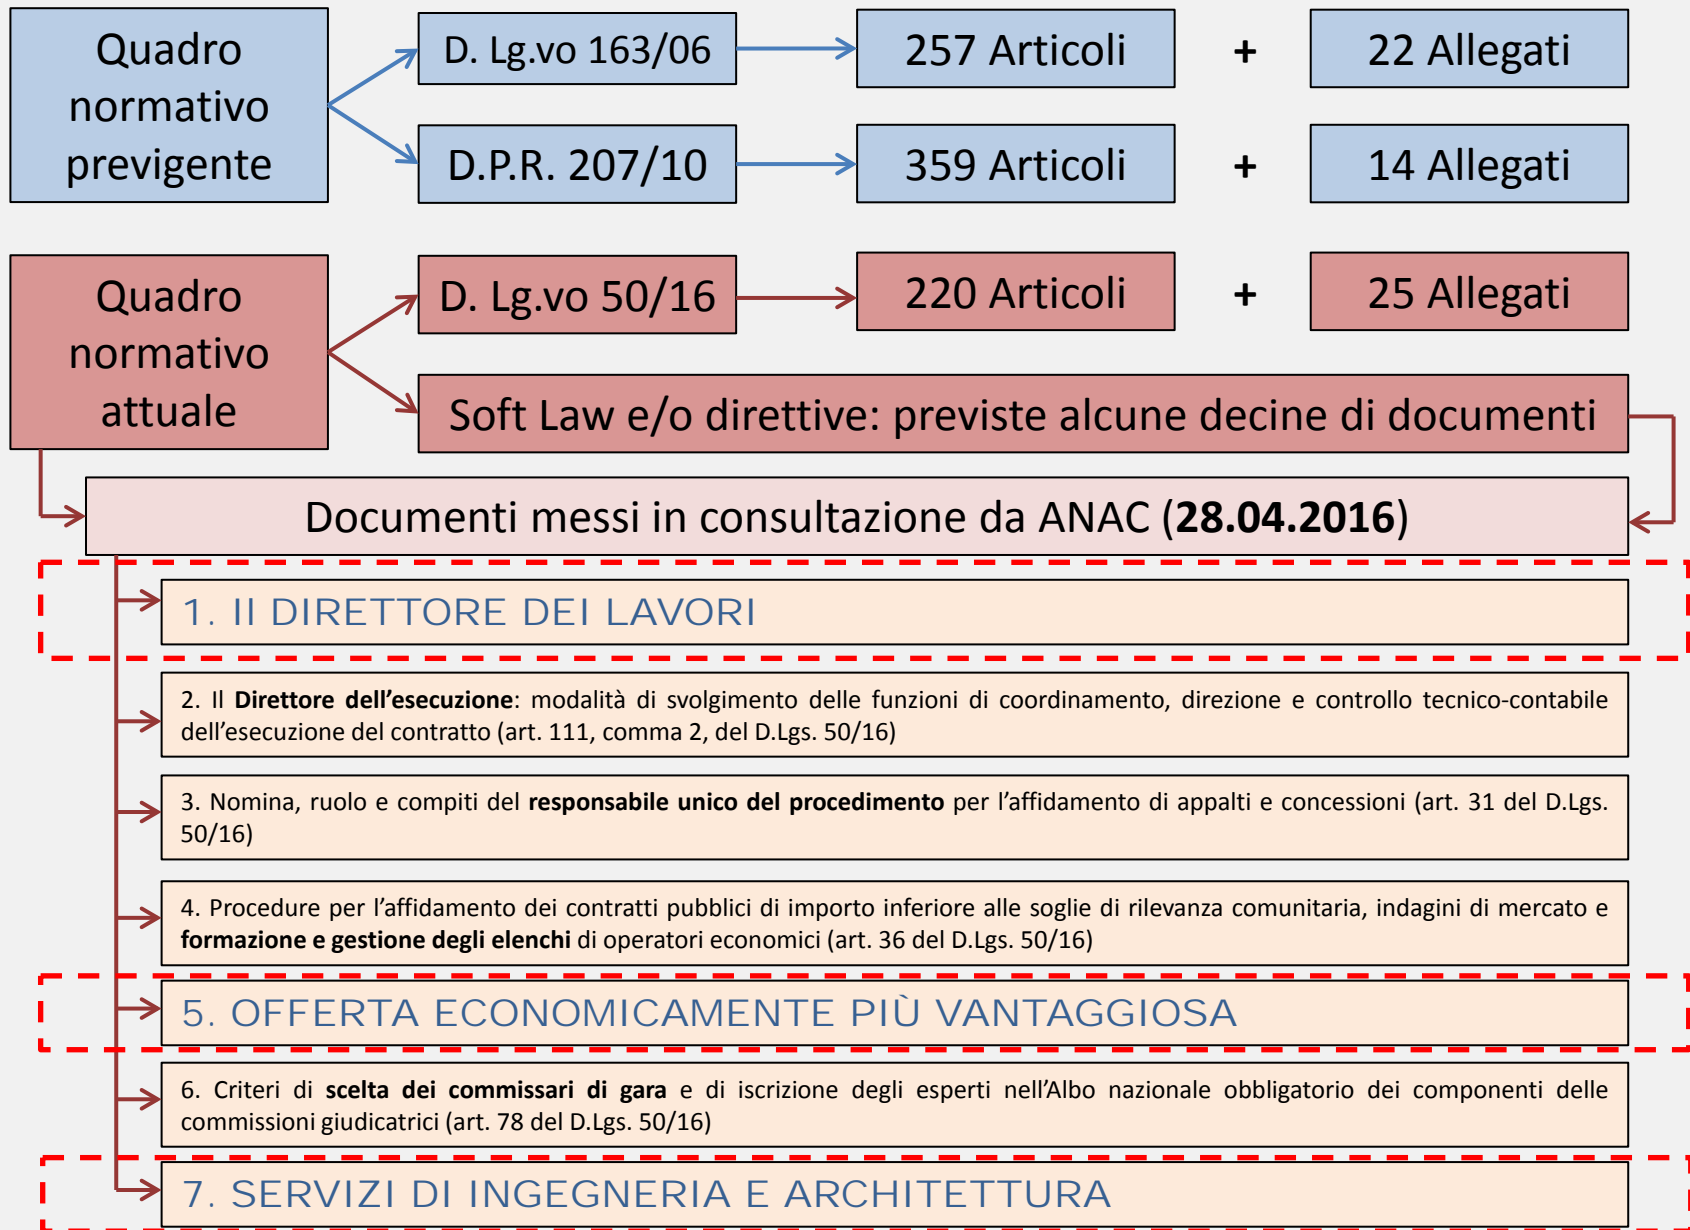 Quadro
normativo
previgente
D. Lg.vo 163/06
257 Articoli
+
22 Allegati
D.P.R. 207/10
359 Articoli
+
14 Allegati
Quadro
normativo
attuale
D. Lg.vo 50/16
220 Articoli
+
25 Allegati
Soft Law e/o direttive: previste alcune decine di documenti
Documenti messi in consultazione da ANAC (28.04.2016)
1. Il DIRETTORE DEI LAVORI
2. Il Direttore dell’esecuzione: modalità di svolgimento delle funzioni di coordinamento, direzione e controllo tecnico-contabile
dell’esecuzione del contratto (art. 111, comma 2, del D.Lgs. 50/16)
3. Nomina, ruolo e compiti del responsabile unico del procedimento per l’affidamento di appalti e concessioni (art. 31 del D.Lgs.
50/16)
4. Procedure per l’affidamento dei contratti pubblici di importo inferiore alle soglie di rilevanza comunitaria, indagini di mercato e
formazione e gestione degli elenchi di operatori economici (art. 36 del D.Lgs. 50/16)
5. OFFERTA ECONOMICAMENTE PIÙ VANTAGGIOSA
6. Criteri di scelta dei commissari di gara e di iscrizione degli esperti nell’Albo nazionale obbligatorio dei componenti delle
commissioni giudicatrici (art. 78 del D.Lgs. 50/16)
7. SERVIZI DI INGEGNERIA E ARCHITETTURA